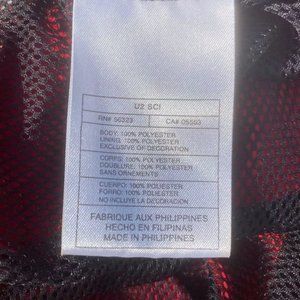 U2 SCI
RN# 56323 CA# 05553
BODY: 100% POLYESTER
LINING: 100% POLYESTER
EXCLUSIVE OF DECORATION
CORPS: 100% POLYESTER
DOUBLURE: 100% POLYESTER
SANS ORNEMENTS
CUERPO: 100% POLIESTER
FORRO: 100% POLIESTER
NO INCLUYE LA DECORACION
FABRIQUE AUX PHILIPPINES
HECHO EN FILIPINAS
MADE IN PHILIPPINES